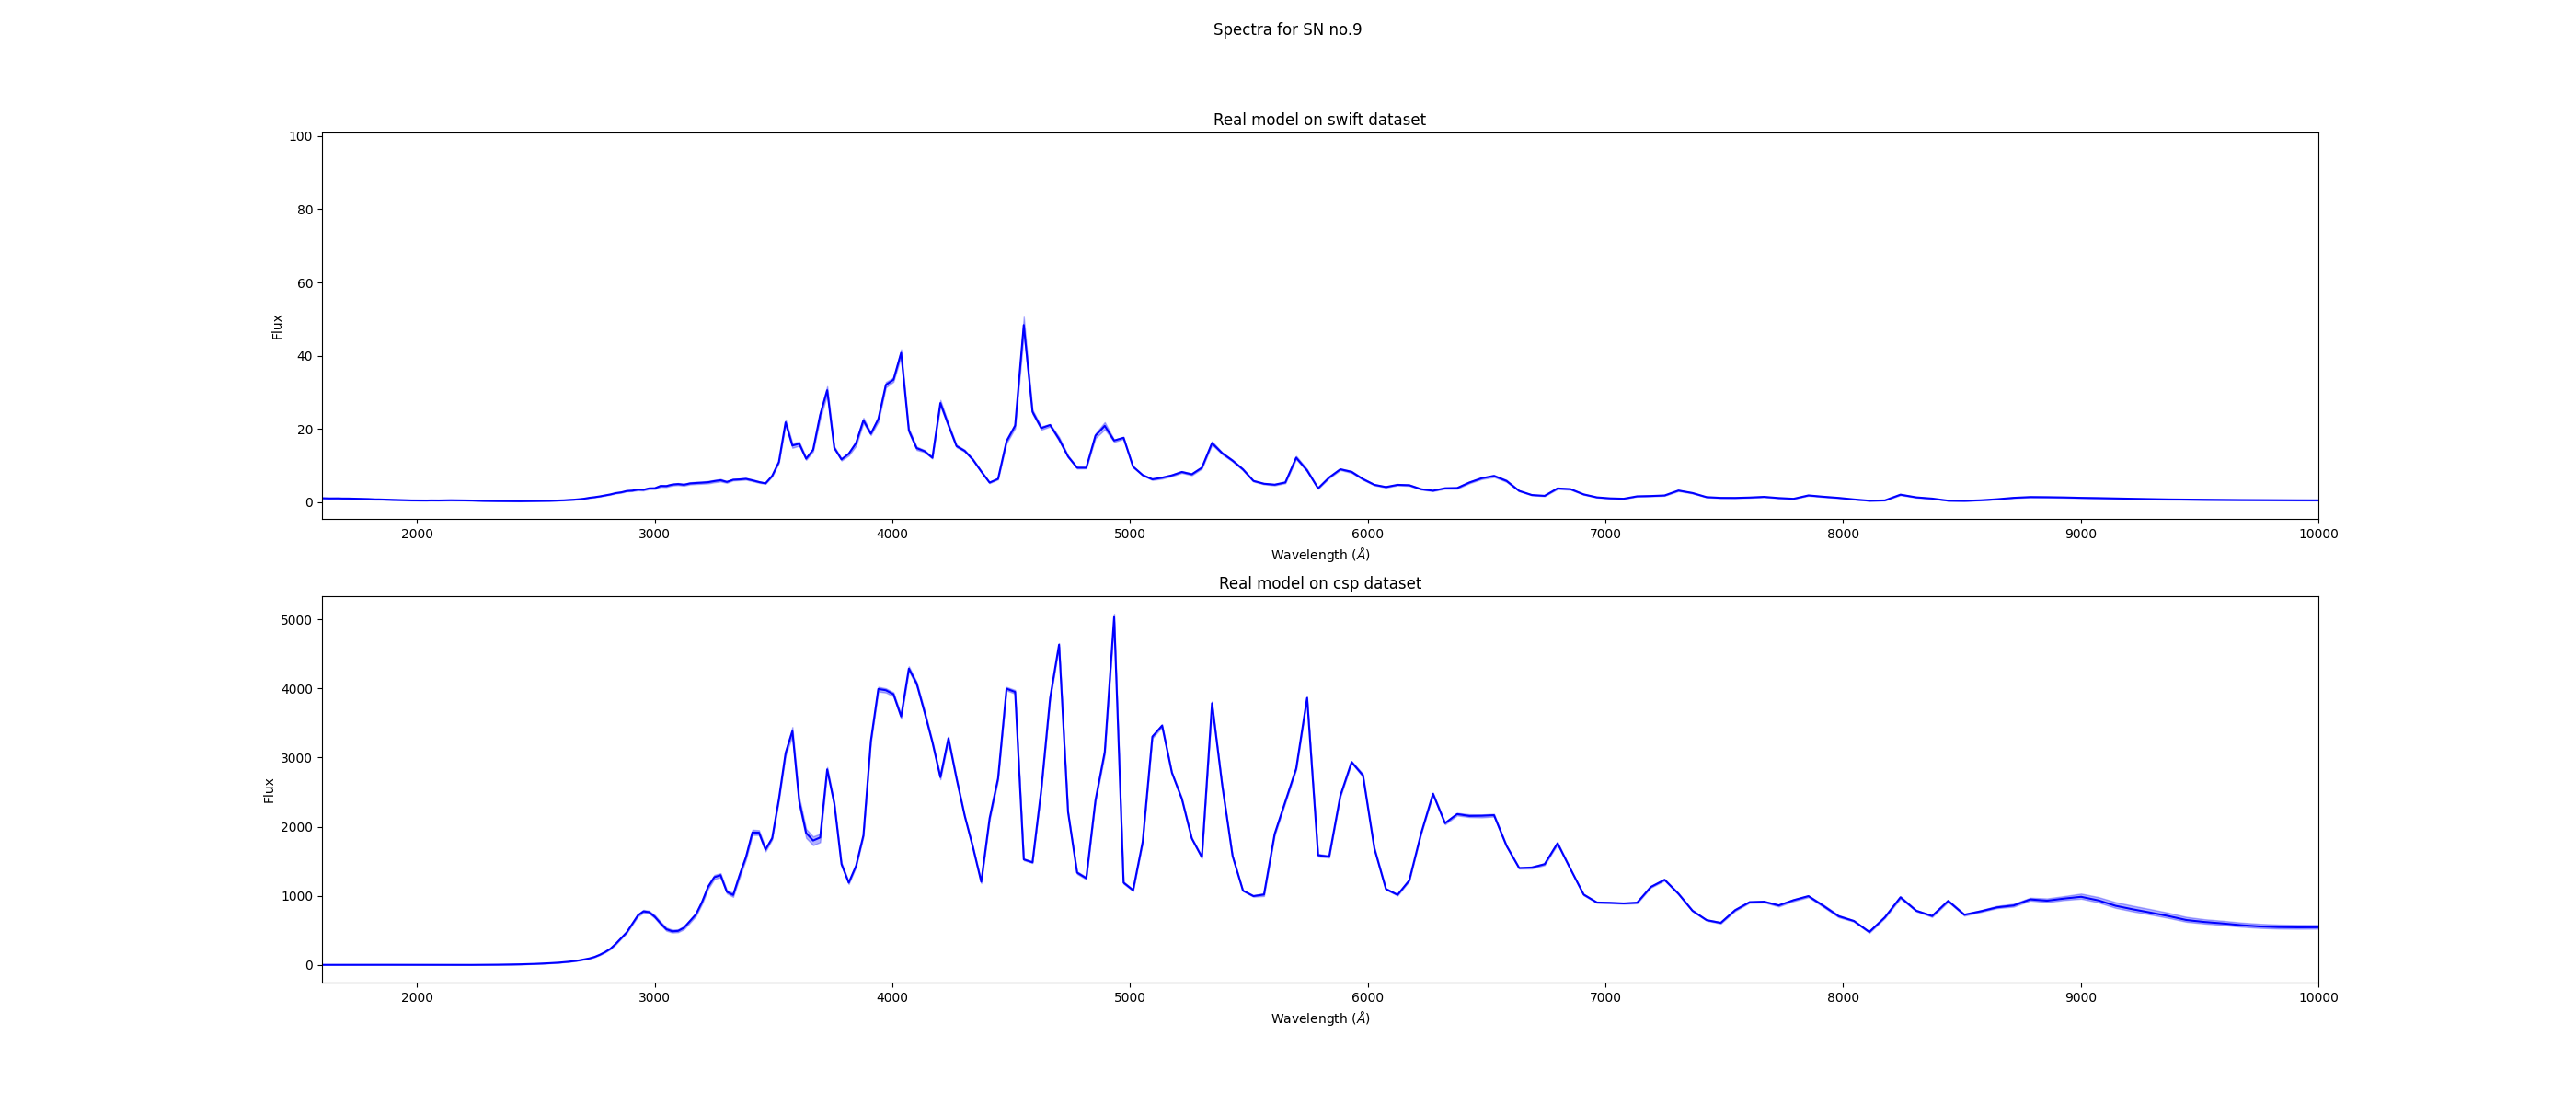 Spectra for SN no.9
Real model on swift dataset
100
80
60
40
20
0
Flux
2000 3000 4000 5000 6000 7000 8000 9000 10000
Wavelength (Å)
Real model on csp dataset
5000
4000
3000
2000
1000
0
Flux
2000 3000 4000 5000 6000 7000 8000 9000 10000
Wavelength (Å)